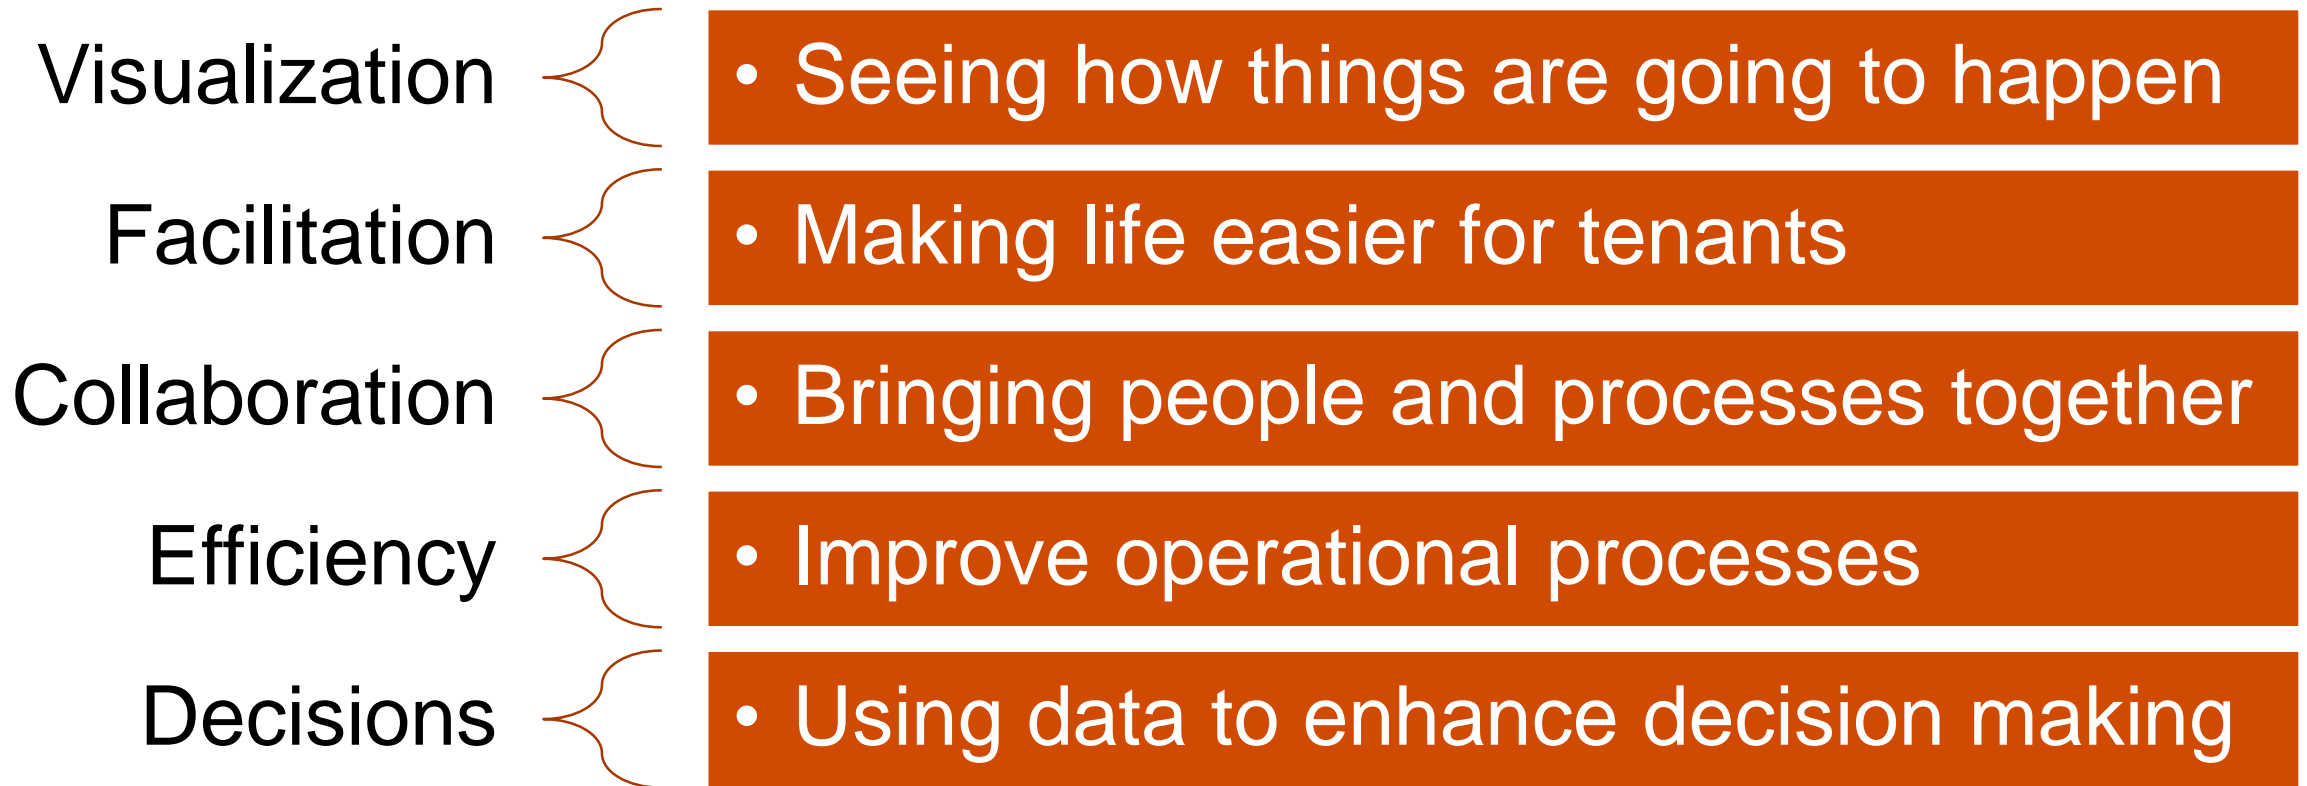 Visualization
• Seeing how things are going to happen
Facilitation
• Making life easier for tenants
Collaboration
• Bringing people and processes together
Efficiency
• Improve operational processes
Decisions
• Using data to enhance decision making